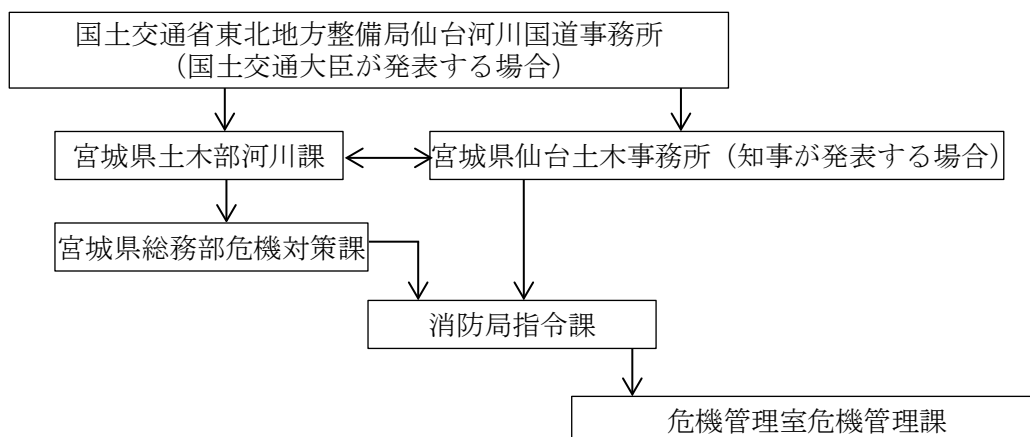 国土交通省東北地方整備局仙台河川国道事務所
（国土交通大臣が発表する場合）
宮城県土木部河川課
宮城県仙台土木事務所（知事が発表する場合）
宮城県総務部危機対策課
消防局指令課
危機管理室危機管理課